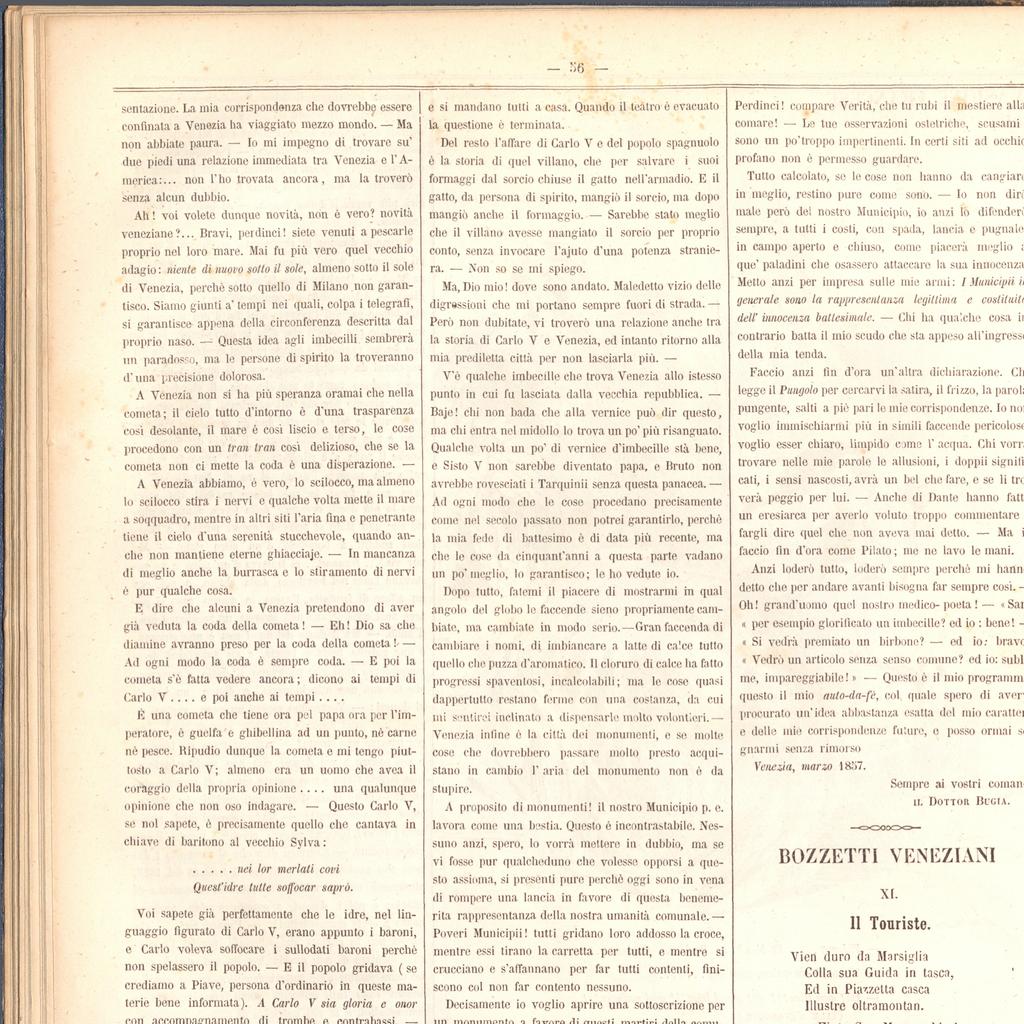 — 56 —
sentazione. La mia corrispondenza che dovrebbe essere
confinata a Venezia ha viaggiato mezzo mondo. — Ma
non abbiate paura. — Io mi impegno di trovare su'
due piedi una relazione immediata tra Venezia e l'A-
merica:... non l'ho trovata ancora, ma la troverò
senza alcun dubbio.
Ah! voi volete dunque novità, non è vero? novità
veneziane?... Bravi, perdinci! siete venuti a pescarle
proprio nel loro mare. Mai fu più vero quel vecchio
adagio: niente di nuovo sotto il sole, almeno sotto il sole
di Venezia, perchè sotto quello di Milano non garan-
tisco. Siamo giunti a' tempi nei quali, colpa i telegrafi,
si garantisce appena della circonferenza descritta dal
proprio naso. — Questa idea agli imbecilli sembrerà
un paradosso, ma le persone di spirito la troveranno
d'una precisione dolorosa.
A Venezia non si ha più speranza oramai che nella
cometa; il cielo tutto d'intorno è d'una trasparenza
così desolante, il mare è così liscio e terso, le cose
procedono con un tran tran così delizioso, che se la
cometa non ci mette la coda è una disperazione. —
A Venezia abbiamo, è vero, lo scilocco, ma almeno
lo scilocco stira i nervi e qualche volta mette il mare
a soqquadro, mentre in altri siti l'aria fina e penetrante
tiene il cielo d'una serenità stucchevole, quando an-
che non mantiene eterne ghiacciaje. — In mancanza
di meglio anche la burrasca e lo stiramento di nervi
è pur qualche cosa.
E dire che alcuni a Venezia pretendono di aver
già veduta la coda della cometa! — Eh! Dio sa che
diamine avranno preso per la coda della cometa! —
Ad ogni modo la coda è sempre coda. — E poi la
cometa s'è fatta vedere ancora; dicono ai tempi di
Carlo V.... e poi anche ai tempi ....
È una cometa che tiene ora pel papa ora per l'im-
peratore, è guelfa e ghibellina ad un punto, nè carne
nè pesce. Ripudio dunque la cometa e mi tengo piut-
tosto a Carlo V; almeno era un uomo che avea il
coraggio della propria opinione .... una qualunque
opinione che non oso indagare. — Questo Carlo V,
se nol sapete, è precisamente quello che cantava in
chiave di baritono al vecchio Sylva:
. . . . . nei lor merlati covi
Quest'idre tutte soffocar saprò.
Voi sapete già perfettamente che le idre, nel lin-
guaggio figurato di Carlo V, erano appunto i baroni,
e Carlo voleva soffocare i sullodati baroni perchè
non spelassero il popolo. — E il popolo gridava (se
crediamo a Piave, persona d'ordinario in queste ma-
terie bene informata). A Carlo V sia gloria e onor
con accompagnamento di trombe e contrabassi. —
e si mandano tutti a casa. Quando il teatro è evacuato
la questione è terminata.
Del resto l'affare di Carlo V e del popolo spagnuolo
è la storia di quel villano, che per salvare i suoi
formaggi dal sorcio chiuse il gatto nell'armadio. E il
gatto, da persona di spirito, mangiò il sorcio, ma dopo
mangiò anche il formaggio. — Sarebbe stato meglio
che il villano avesse mangiato il sorcio per proprio
conto, senza invocare l'ajuto d'una potenza stranie-
ra. — Non so se mi spiego.
Ma, Dio mio! dove sono andato. Maledetto vizio delle
digressioni che mi portano sempre fuori di strada. —
Però non dubitate, vi troverò una relazione anche tra
la storia di Carlo V e Venezia, ed intanto ritorno alla
mia prediletta città per non lasciarla più. —
V'è qualche imbecille che trova Venezia allo istesso
punto in cui fu lasciata dalla vecchia repubblica. —
Baje! chi non bada che alla vernice può dir questo,
ma chi entra nel midollo lo trova un po' più risanguato.
Qualche volta un po' di vernice d'imbecille stà bene,
e Sisto V non sarebbe diventato papa, e Bruto non
avrebbe rovesciati i Tarquinii senza questa panacea. —
Ad ogni modo che le cose procedano precisamente
come nel secolo passato non potrei garantirlo, perchè
la mia fede di battesimo è di data più recente, ma
che le cose da cinquant'anni a questa parte vadano
un po' meglio, lo garantisco; le ho vedute io.
Dopo tutto, fatemi il piacere di mostrarmi in qual
angolo del globo le faccende sieno propriamente cam-
biate, ma cambiate in modo serio. — Gran faccenda di
cambiare i nomi, di imbiancare a latte di calce tutto
quello che puzza d'aromatico. Il cloruro di calce ha fatto
progressi spaventosi, incalcolabili; ma le cose quasi
dappertutto restano ferme con una costanza, da cui
mi sentirei inclinato a dispensarle molto volontieri. —
Venezia infine è la città dei monumenti, e se molte
cose che dovrebbero passare molto presto acqui-
stano in cambio l'aria del monumento non è da
stupire.
A proposito di monumenti! il nostro Municipio p. e.
lavora come una bestia. Questo è incontrastabile. Nes-
suno anzi, spero, lo vorrà mettere in dubbio, ma se
vi fosse pur qualcheduno che volesse opporsi a que-
sto assioma, si presenti pure perchè oggi sono in vena
di rompere una lancia in favore di questa beneme-
rita rappresentanza della nostra umanità comunale. —
Poveri Municipii! tutti gridano loro addosso la croce,
mentre essi tirano la carretta per tutti, e mentre si
crucciano e s'affannano per far tutti contenti, fini-
scono col non far contento nessuno.
Decisamente io voglio aprire una sottoscrizione per
un monumento a favore di questi martiri della comu-
Perdinci! compare Verità, che tu rubi il mestiere alla
comare! — Le tue osservazioni ostetriche, scusami
sono un po' troppo impertinenti. In certi siti ad occhio
profano non è permesso guardare.
Tutto calcolato, se le cose non hanno da cangiare
in meglio, restino pure come sono. — Io non dirò
male però del nostro Municipio, io anzi lo difenderò
sempre, a tutti i costi, con spada, lancia e pugnale
in campo aperto e chiuso, come piacerà meglio a
que' paladini che osassero attaccare la sua innocenza
Metto anzi per impresa sulle mie armi: I Municipii in
generale sono la rappresentanza legittima e costituita
dell' innocenza battesimale. — Chi ha qualche cosa in
contrario batta il mio scudo che sta appeso all'ingresso
della mia tenda.
Faccio anzi fin d'ora un'altra dichiarazione. Chi
legge il Pungolo per cercarvi la satira, il frizzo, la parola
pungente, salti a piè pari le mie corrispondenze. Io non
voglio immischiarmi più in simili faccende pericolose
voglio esser chiaro, limpido come l'acqua. Chi vorrà
trovare nelle mie parole le allusioni, i doppii signifi
cati, i sensi nascosti, avrà un bel che fare, e se li tro
verà peggio per lui. — Anche di Dante hanno fatt
un eresiarca per averlo voluto troppo commentare
fargli dire quel che non aveva mai detto. — Ma i
faccio fin d'ora come Pilato; me ne lavo le mani.
Anzi loderò tutto, loderò sempre perchè mi hann
detto che per andare avanti bisogna far sempre così. —
Oh! grand'uomo quel nostro medico-poeta! — « Sar
« per esempio glorificato un imbecille? ed io: bene! —
« Si vedrà premiato un birbone? — ed io: bravo
« Vedrò un articolo senza senso comune? ed io: subl
me, impareggiabile! » — Questo è il mio programm
questo il mio auto-da-fè, col quale spero di aver
procurato un'idea abbastanza esatta del mio caratter
e delle mie corrispondenze future, e posso ormai s
gnarmi senza rimorso
Venezia, marzo 1857.
Sempre ai vostri coman
IL DOTTOR BUGIA.
BOZZETTI VENEZIANI
XI.
Il Touriste.
Vien duro da Marsiglia
Colla sua Guida in tasca,
Ed in Piazzetta casca
Illustre oltramontan.